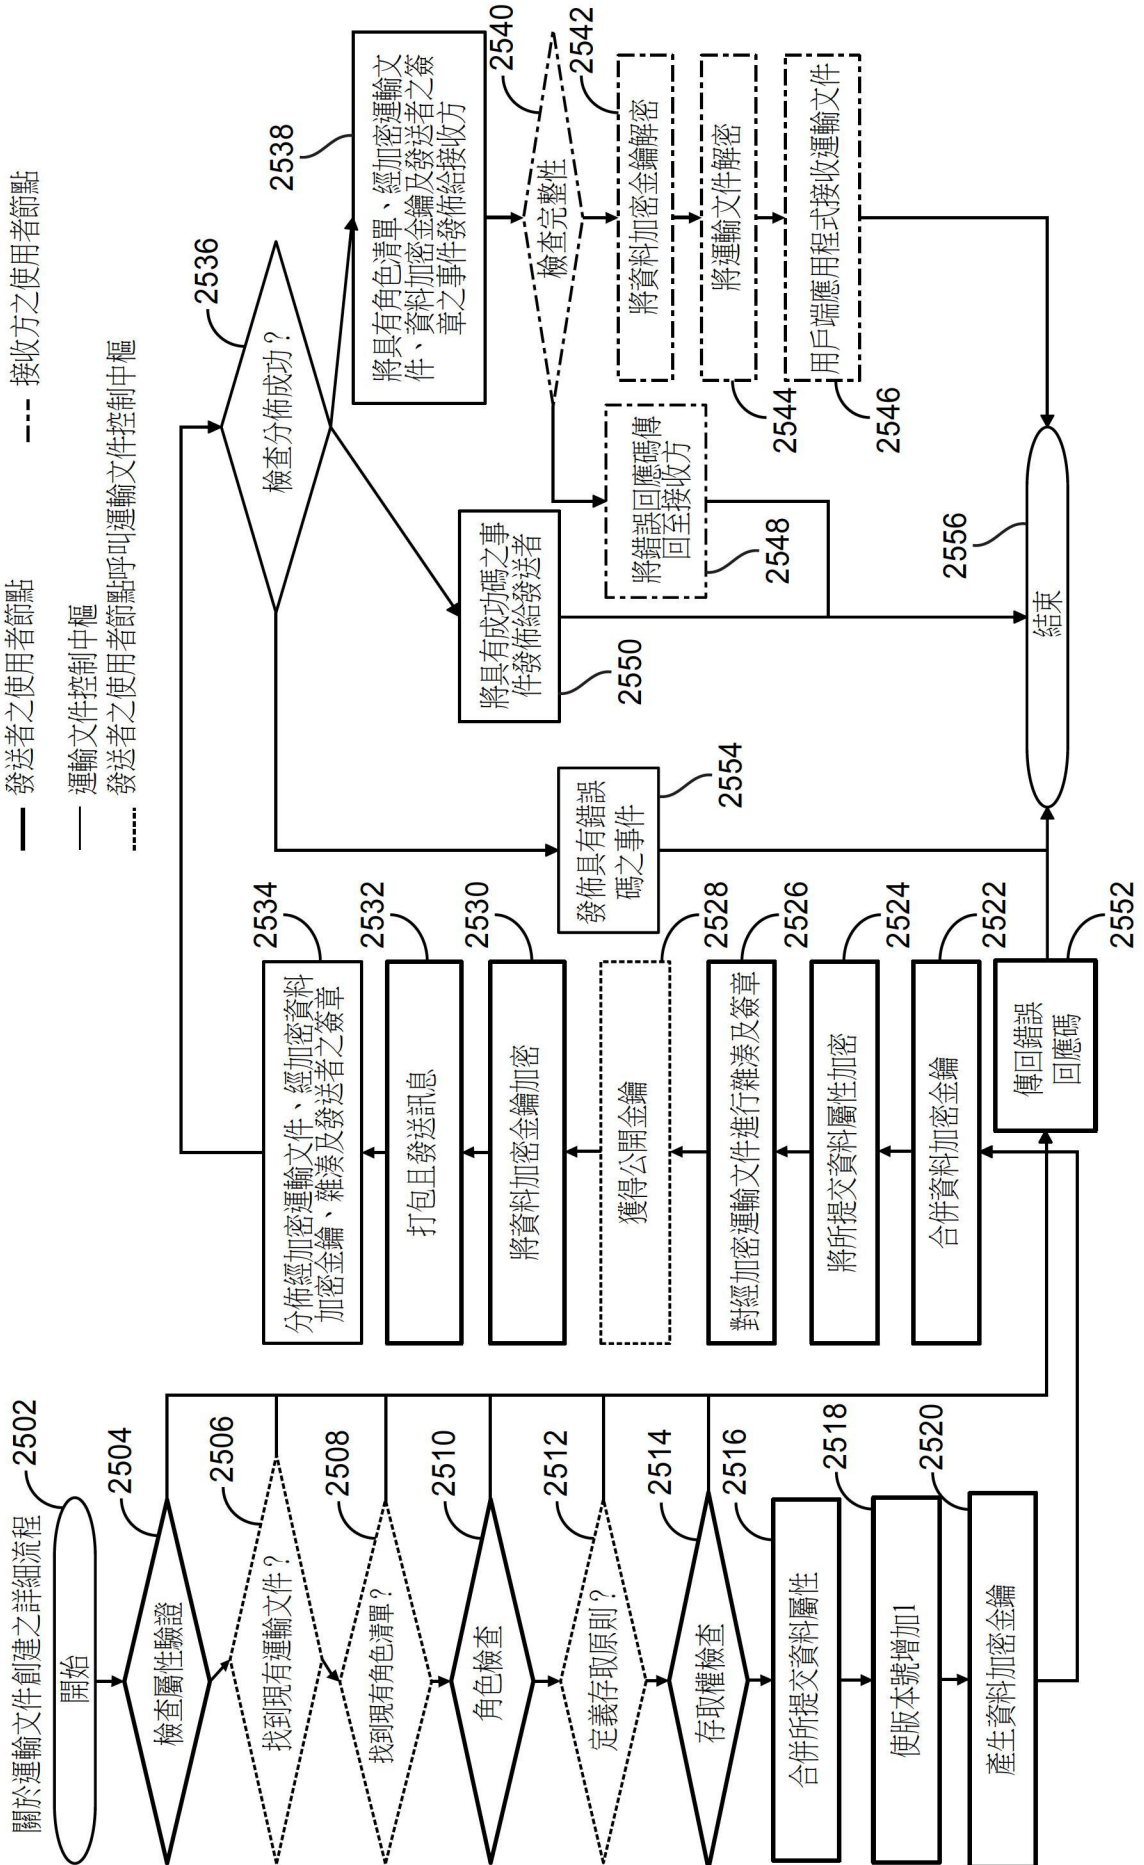 關於運輸文件創建之詳細流程
發送者之使用者節點
接收方之使用者節點
運輸文件控制中樞
發送者之使用者節點呼叫運輸文件控制中樞
開始
2502
檢查屬性驗證
2504
找到現有運輸文件？
2506
找到現有角色清單？
2508
角色檢查
2510
定義存取原則？
2512
存取權檢查
2514
合併所提交資料屬性
2516
使版本號增加1
2518
產生資料加密金鑰
2520
合併資料加密金鑰
2522
將所提交資料屬性加密
2524
對經加密運輸文件進行雜湊及簽章
2526
獲得公開金鑰
2528
將資料加密金鑰加密
2530
打包且發送訊息
2532
分佈經加密運輸文件、經加密資料
加密金鑰、雜湊及發送者之簽章
2534
檢查分佈成功？
2536
將具有角色清單、經加密運輸文
件、資料加密金鑰及發送者之簽
章之事件發佈給接收方
2538
檢查完整性
2540
將資料加密金鑰解密
2542
將運輸文件解密
2544
用戶端應用程式接收運輸文件
2546
將錯誤回應碼傳
回至接收方
2548
將具有成功碼之事
件發佈給發送者
2550
傳回錯誤
回應碼
2552
發佈具有錯誤
碼之事件
2554
結束
2556